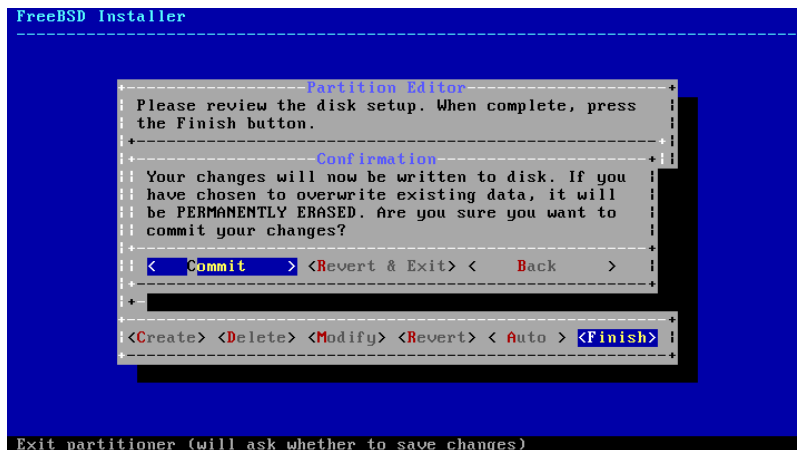 FreeBSD Installer
Partition Editor
Please review the disk setup. When complete, press
the Finish button.
Confirmation
Your changes will now be written to disk. If you
have chosen to overwrite existing data, it will
be PERMANENTLY ERASED. Are you sure you want to
commit your changes?
< Commit > <Revert & Exit> < Back >
<Create> <Delete> <Modify> <Revert> < Auto > <Finish>
Exit partitioner (will ask whether to save changes)